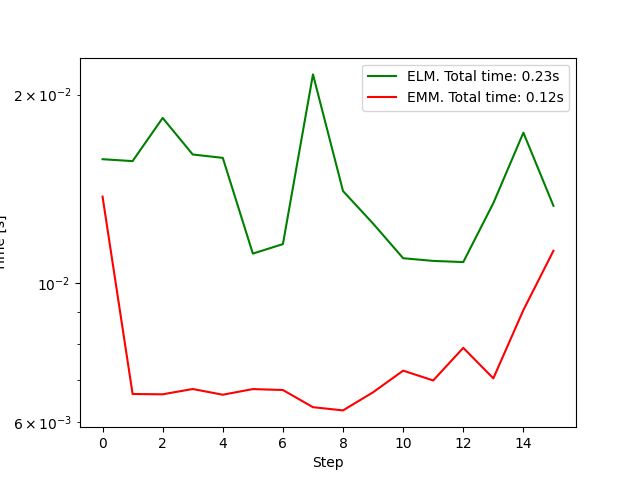 ELM. Total time: 0.23s
EMM. Total time: 0.12s
2 × 10⁻²
10⁻²
6 × 10⁻³
0 2 4 6 8 10 12 14
Step